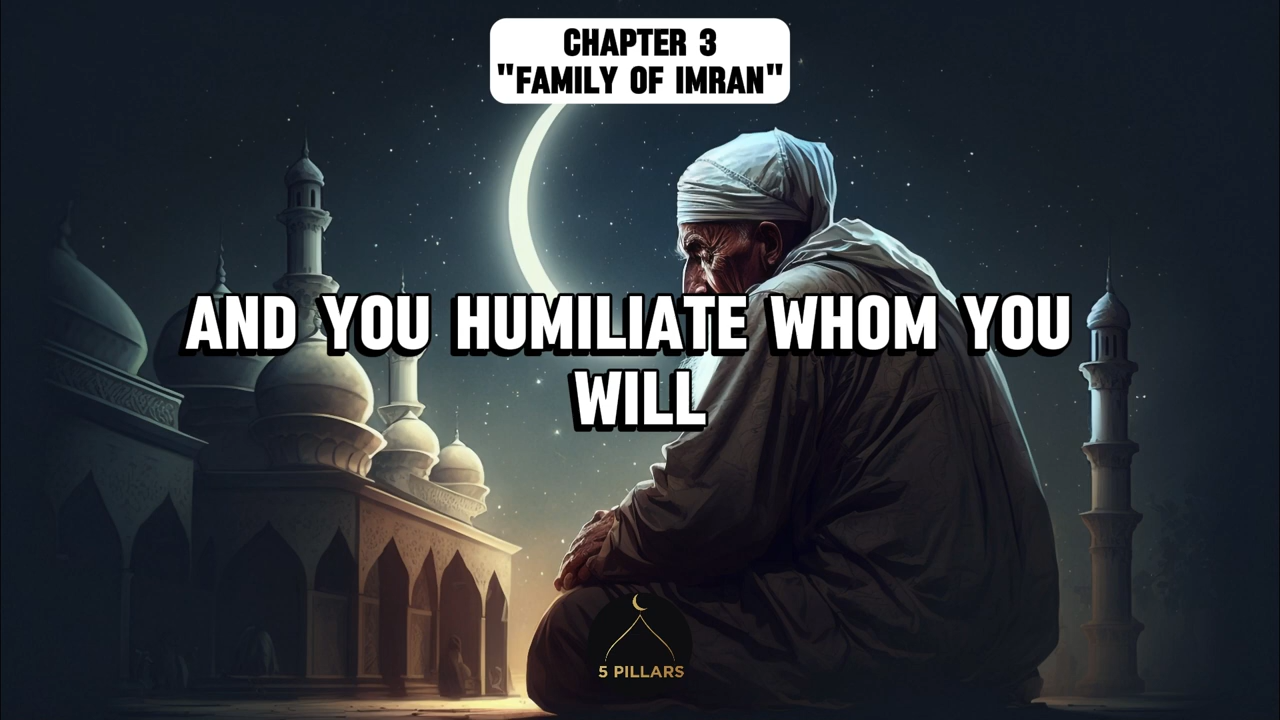 CHAPTER 3
"FAMILY OF IMRAN"
AND YOU HUMILIATE WHOM YOU
WILL
5 PILLARS